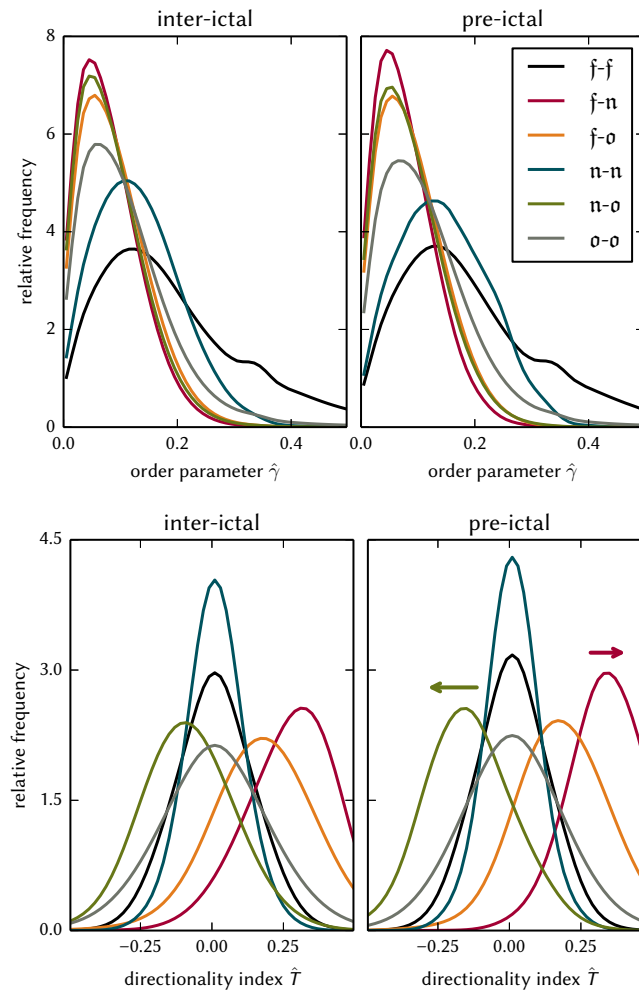 inter-ictal
pre-ictal
8
6
4
2
0
relative frequency
0.0
0.2
0.4
0.0
0.2
0.4
order parameter γ̂
order parameter γ̂
𝔣-𝔣
𝔣-𝔫
𝔣-𝔬
𝔫-𝔫
𝔫-𝔬
𝔬-𝔬
inter-ictal
pre-ictal
4.5
3.0
1.5
0.0
relative frequency
−0.25
0.00
0.25
−0.25
0.00
0.25
directionality index T̂
directionality index T̂